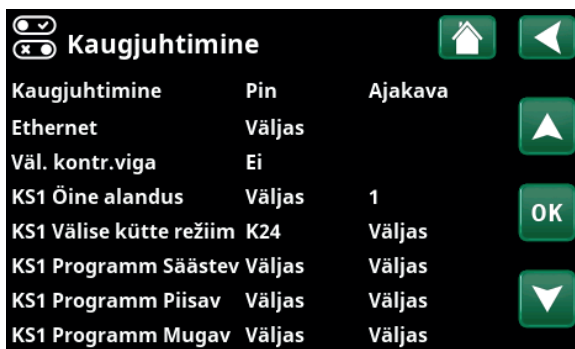 Kaugjuhtimine
Kaugjuhtimine Pin Ajakava
Ethernet Väljas
Väl. kontr.viga Ei
KS1 Öine alandus Väljas 1
OK
KS1 Välise kütte režiim K24 Väljas
KS1 Programm Säästev Väljas Väljas
KS1 Programm Piisav Väljas Väljas
KS1 Programm Mugav Väljas Väljas